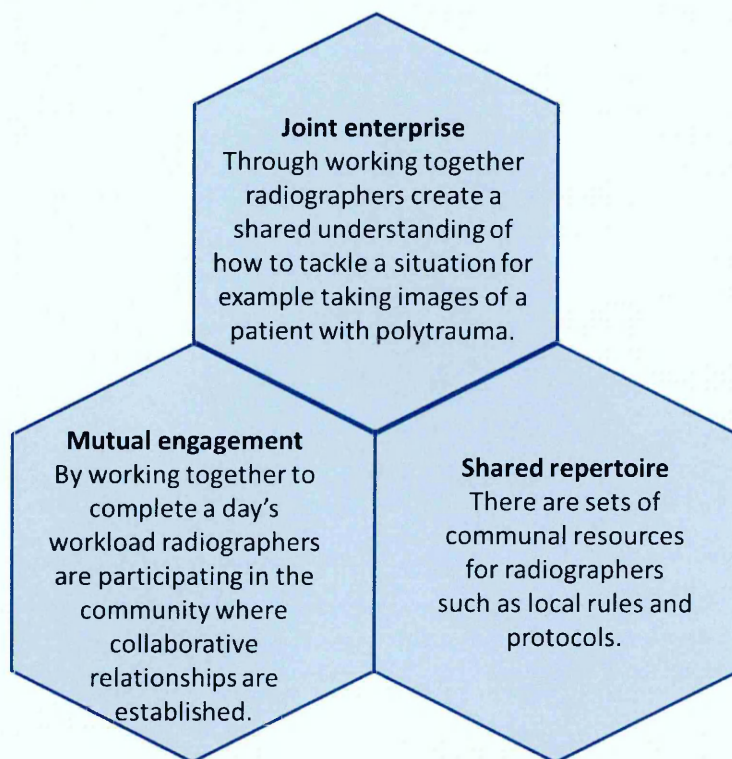 Joint enterprise
Through working together
radiographers create a
shared understanding of
how to tackle a situation for
example taking images of a
patient with polytrauma.
Mutual engagement
By working together to
complete a day's
workload radiographers
are participating in the
community where
collaborative
relationships are
established.
Shared repertoire
There are sets of
communal resources
for radiographers
such as local rules and
protocols.